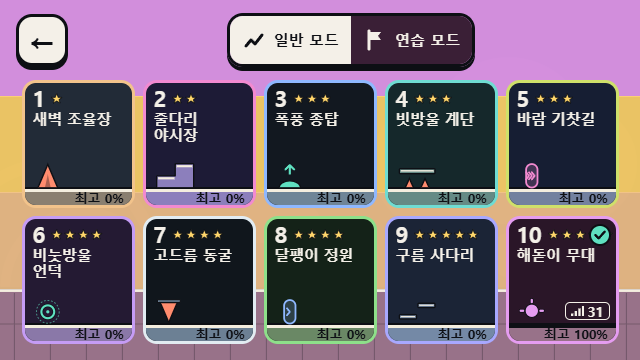 일반 모드
연습 모드
1
새벽 조율장
최고 0%
2
줄다리
야시장
최고 0%
3
폭풍 종탑
최고 0%
4
빗방울 계단
최고 0%
5
바람 기찻길
최고 0%
6
비눗방울
언덕
최고 0%
7
고드름 동굴
최고 0%
8
달팽이 정원
최고 0%
9
구름 사다리
최고 0%
10
해돋이 무대
31
최고 100%